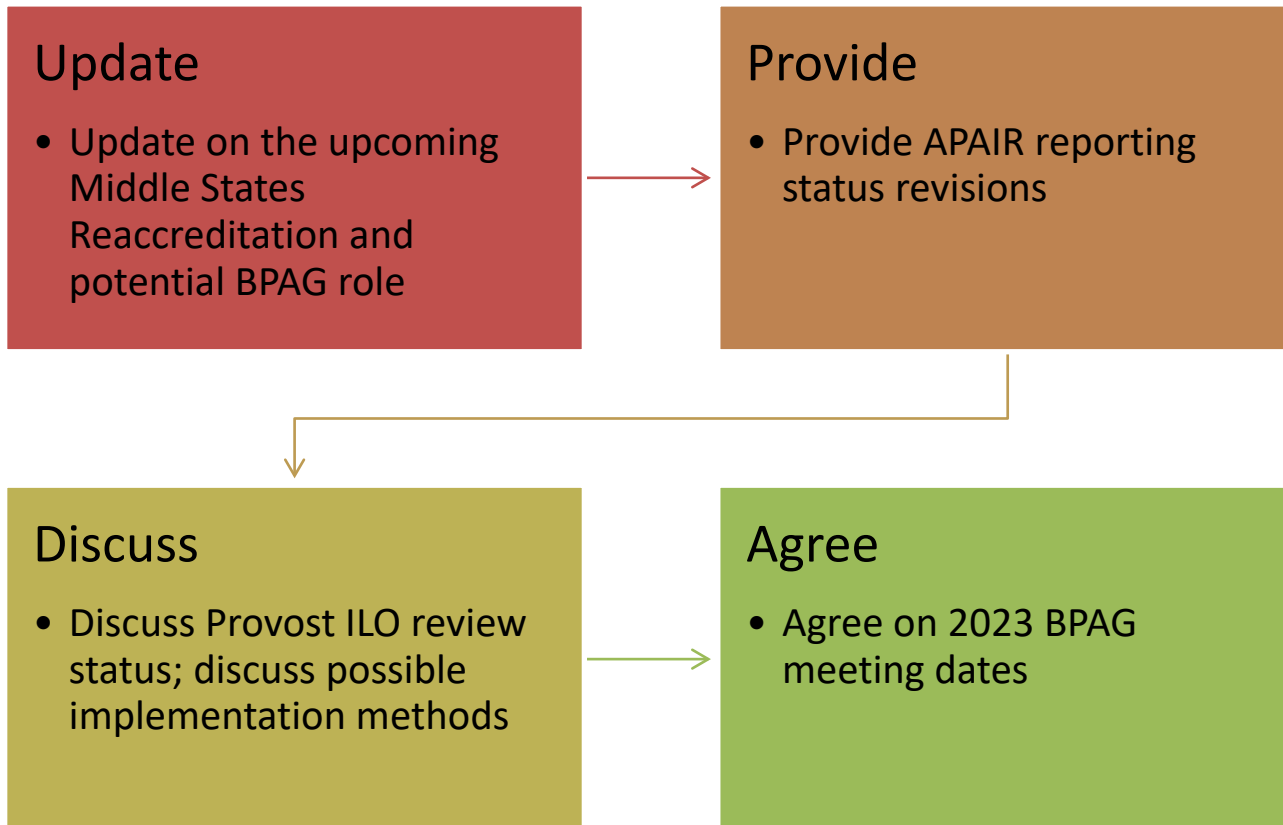 Update
• Update on the upcoming
Middle States
Reaccreditation and
potential BPAG role
Provide
• Provide APAIR reporting
status revisions
Discuss
• Discuss Provost ILO review
status; discuss possible
implementation methods
Agree
• Agree on 2023 BPAG
meeting dates